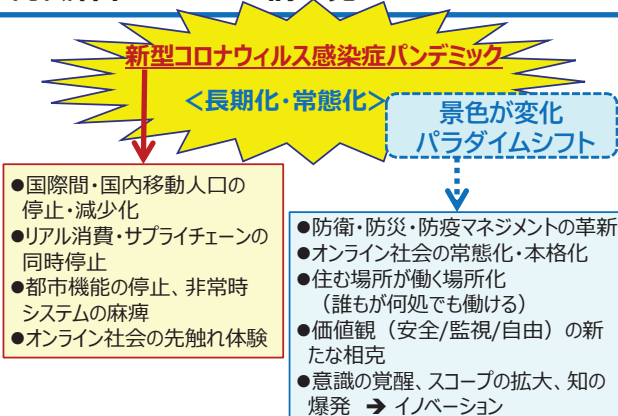 新型コロナウィルス感染症パンデミック
<長期化・常態化>
景色が変化
パラダイムシフト
●国際間・国内移動人口の
停止・減少化
●リアル消費・サプライチェーンの
同時停止
●都市機能の停止、非常時
システムの麻痺
●オンライン社会の先触れ体験
●防衛・防災・防疫マネジメントの革新
●オンライン社会の常態化・本格化
●住む場所が働く場所化
(誰もが何処でも働ける)
●価値観（安全/監視/自由）の新
たな相克
●意識の覚醒、スコープの拡大、知の
爆発 ➔ イノベーション